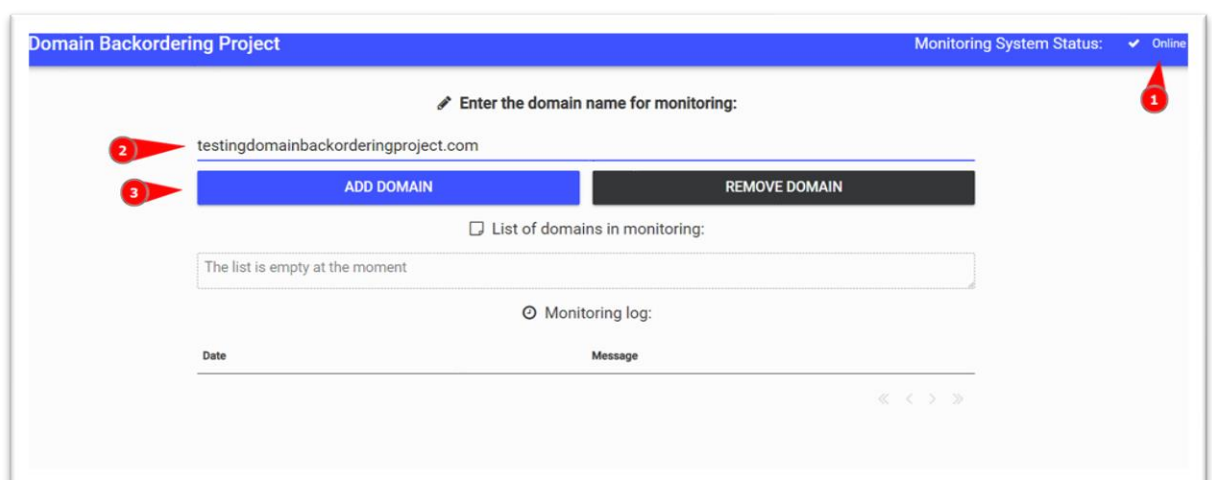 Domain Backordering Project Monitoring System Status: Online
1
Enter the domain name for monitoring:
2 testingdomainbackorderingproject.com
3 ADD DOMAIN REMOVE DOMAIN
List of domains in monitoring:
The list is empty at the moment
Monitoring log:
Date Message